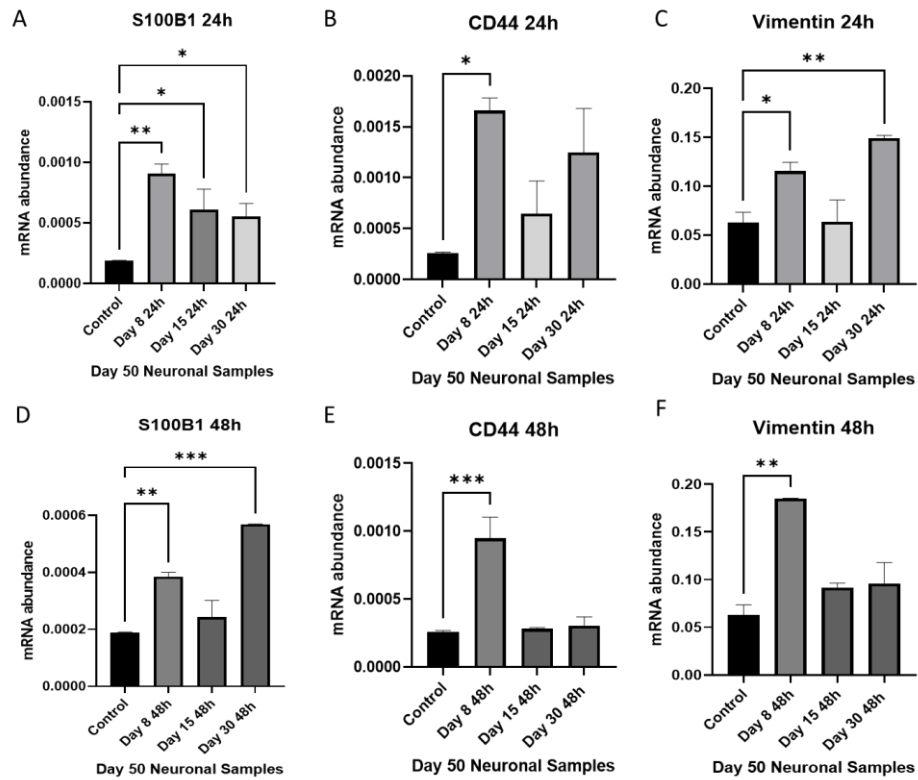 A
S100B1 24h
*
*
**
mRNA abundance
0.0015
0.0010
0.0005
0.0000
Control
Day 8 24h
Day 15 24h
Day 30 24h
Day 50 Neuronal Samples
B
CD44 24h
*
mRNA abundance
0.0020
0.0015
0.0010
0.0005
0.0000
Control
Day 8 24h
Day 15 24h
Day 30 24h
Day 50 Neuronal Samples
C
Vimentin 24h
**
*
mRNA abundance
0.20
0.15
0.10
0.05
0.00
Control
Day 8 24h
Day 15 24h
Day 30 24h
Day 50 Neuronal Samples
D
S100B1 48h
***
**
mRNA abundance
0.0006
0.0004
0.0002
0.0000
Control
Day 8 48h
Day 15 48h
Day 30 48h
Day 50 Neuronal Samples
E
CD44 48h
***
mRNA abundance
0.0015
0.0010
0.0005
0.0000
Control
Day 8 48h
Day 15 48h
Day 30 48h
Day 50 Neuronal Samples
F
Vimentin 48h
**
mRNA abundance
0.20
0.15
0.10
0.05
0.00
Control
Day 8 48h
Day 15 48h
Day 30 48h
Day 50 Neuronal Samples